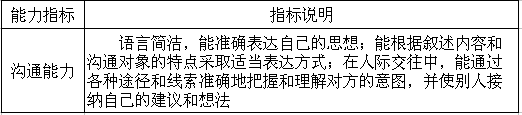 能力指标 指标说明
语言简洁，能准确表达自己的思想；能根据叙述内容和
沟通对象的特点采取适当表达方式；在人际交往中，能通过
沟通能力
各种途径和线索准确地把握和理解对方的意图，并使别人接
纳自己的建议和想法